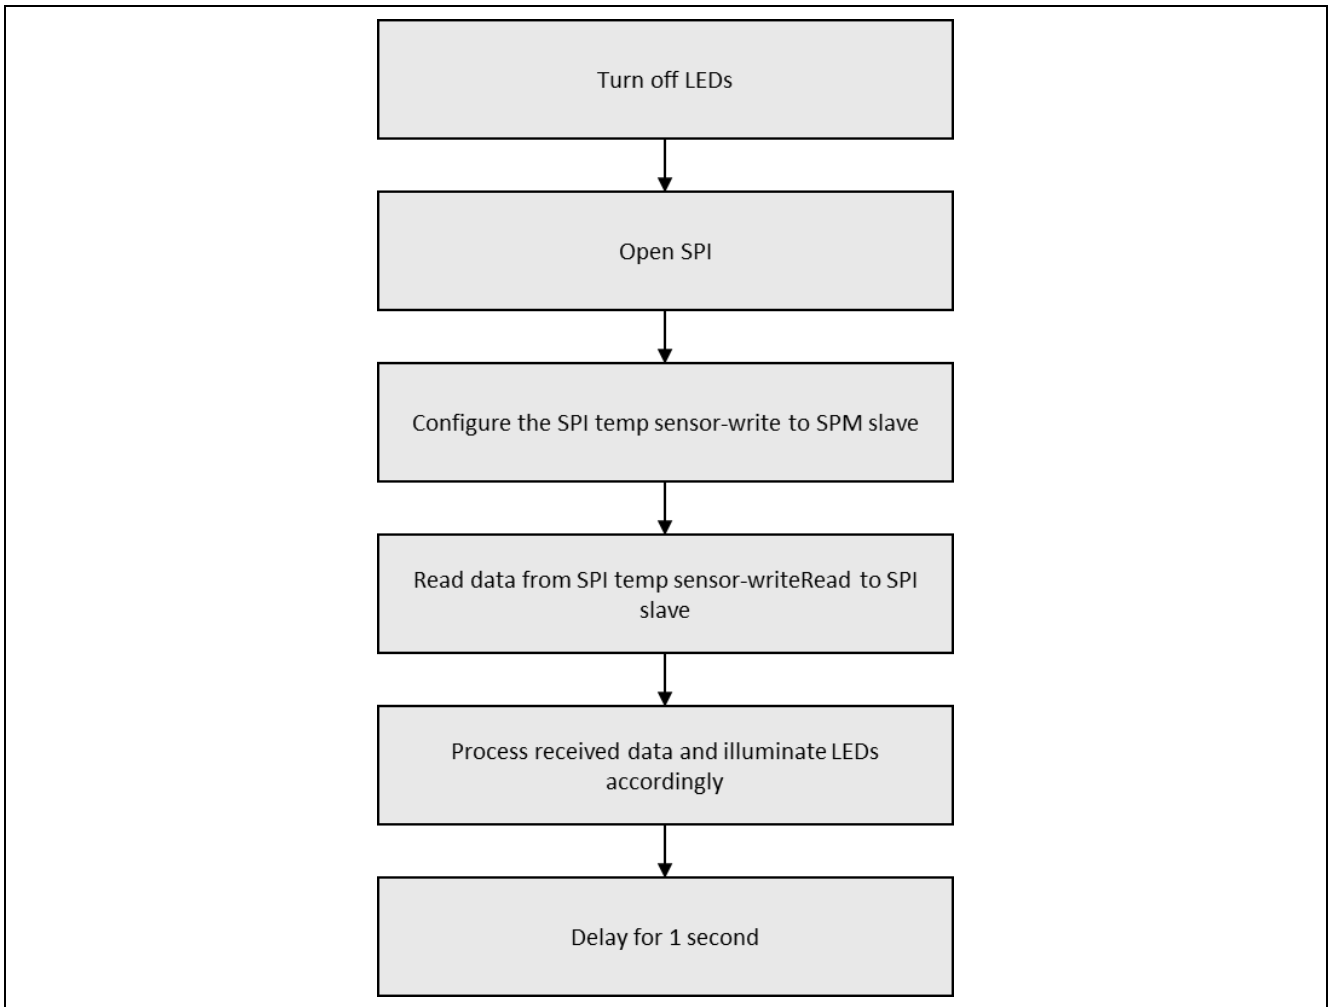 Turn off LEDs
Open SPI
Configure the SPI temp sensor-write to SPM slave
Read data from SPI temp sensor-writeRead to SPI
slave
Process received data and illuminate LEDs
accordingly
Delay for 1 second